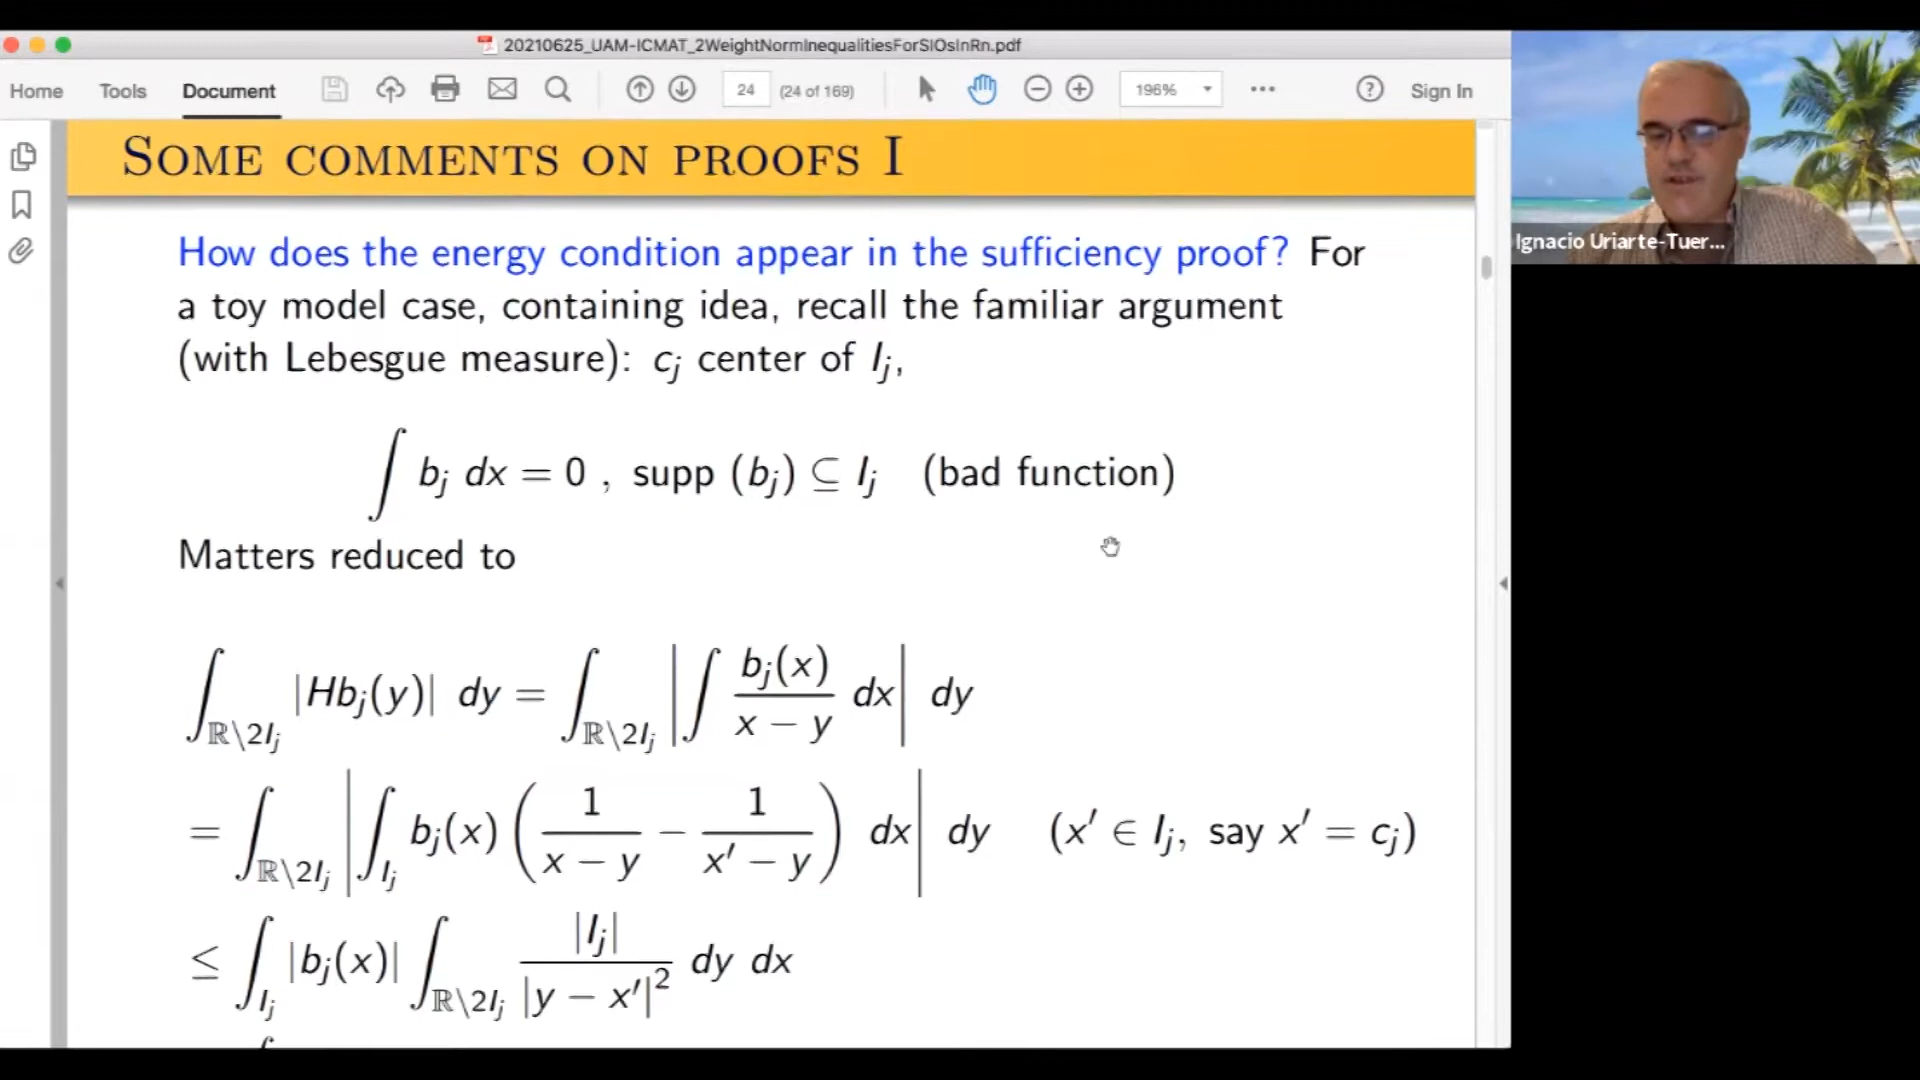 20210625_UAM-ICMAT_2WeightNormInequalitiesForSIOsInRn.pdf
Home Tools Document 24 (24 of 169) 196% ••• ? Sign In
SOME COMMENTS ON PROOFS I
How does the energy condition appear in the sufficiency proof? For
a toy model case, containing idea, recall the familiar argument
(with Lebesgue measure): c_j center of I_j,
∫ b_j dx = 0 , supp (b_j) ⊆ I_j (bad function)
Matters reduced to
∫_{ℝ\2I_j} |Hb_j(y)| dy = ∫_{ℝ\2I_j} | ∫ b_j(x)/(x − y) dx | dy
= ∫_{ℝ\2I_j} | ∫_{I_j} b_j(x) ( 1/(x − y) − 1/(x′ − y) ) dx | dy (x′ ∈ I_j, say x′ = c_j)
≤ ∫_{I_j} |b_j(x)| ∫_{ℝ\2I_j} |I_j|/|y − x′|² dy dx
Ignacio Uriarte-Tuer...